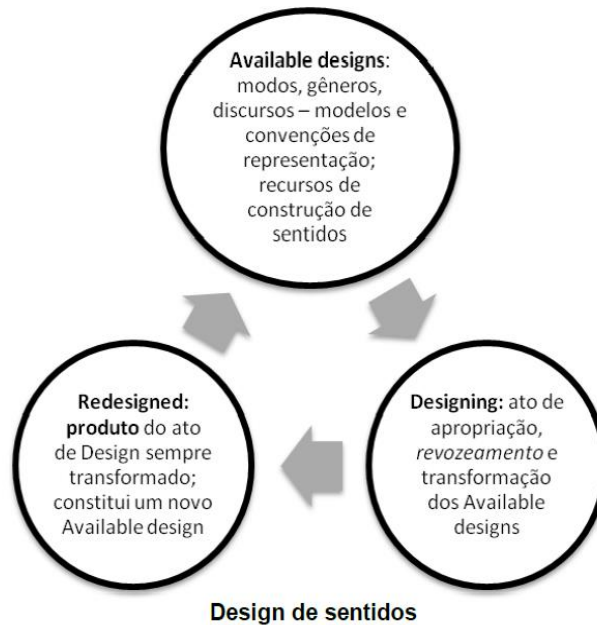 Available designs:
modos, gêneros,
discursos – modelos e
convenções de
representação;
recursos de
construção de
sentidos
Redesigned:
produto do ato
de Design sempre
transformado;
constitui um novo
Available design
Designing: ato de
apropriação,
revozeamento e
transformação
dos Available
designs
Design de sentidos